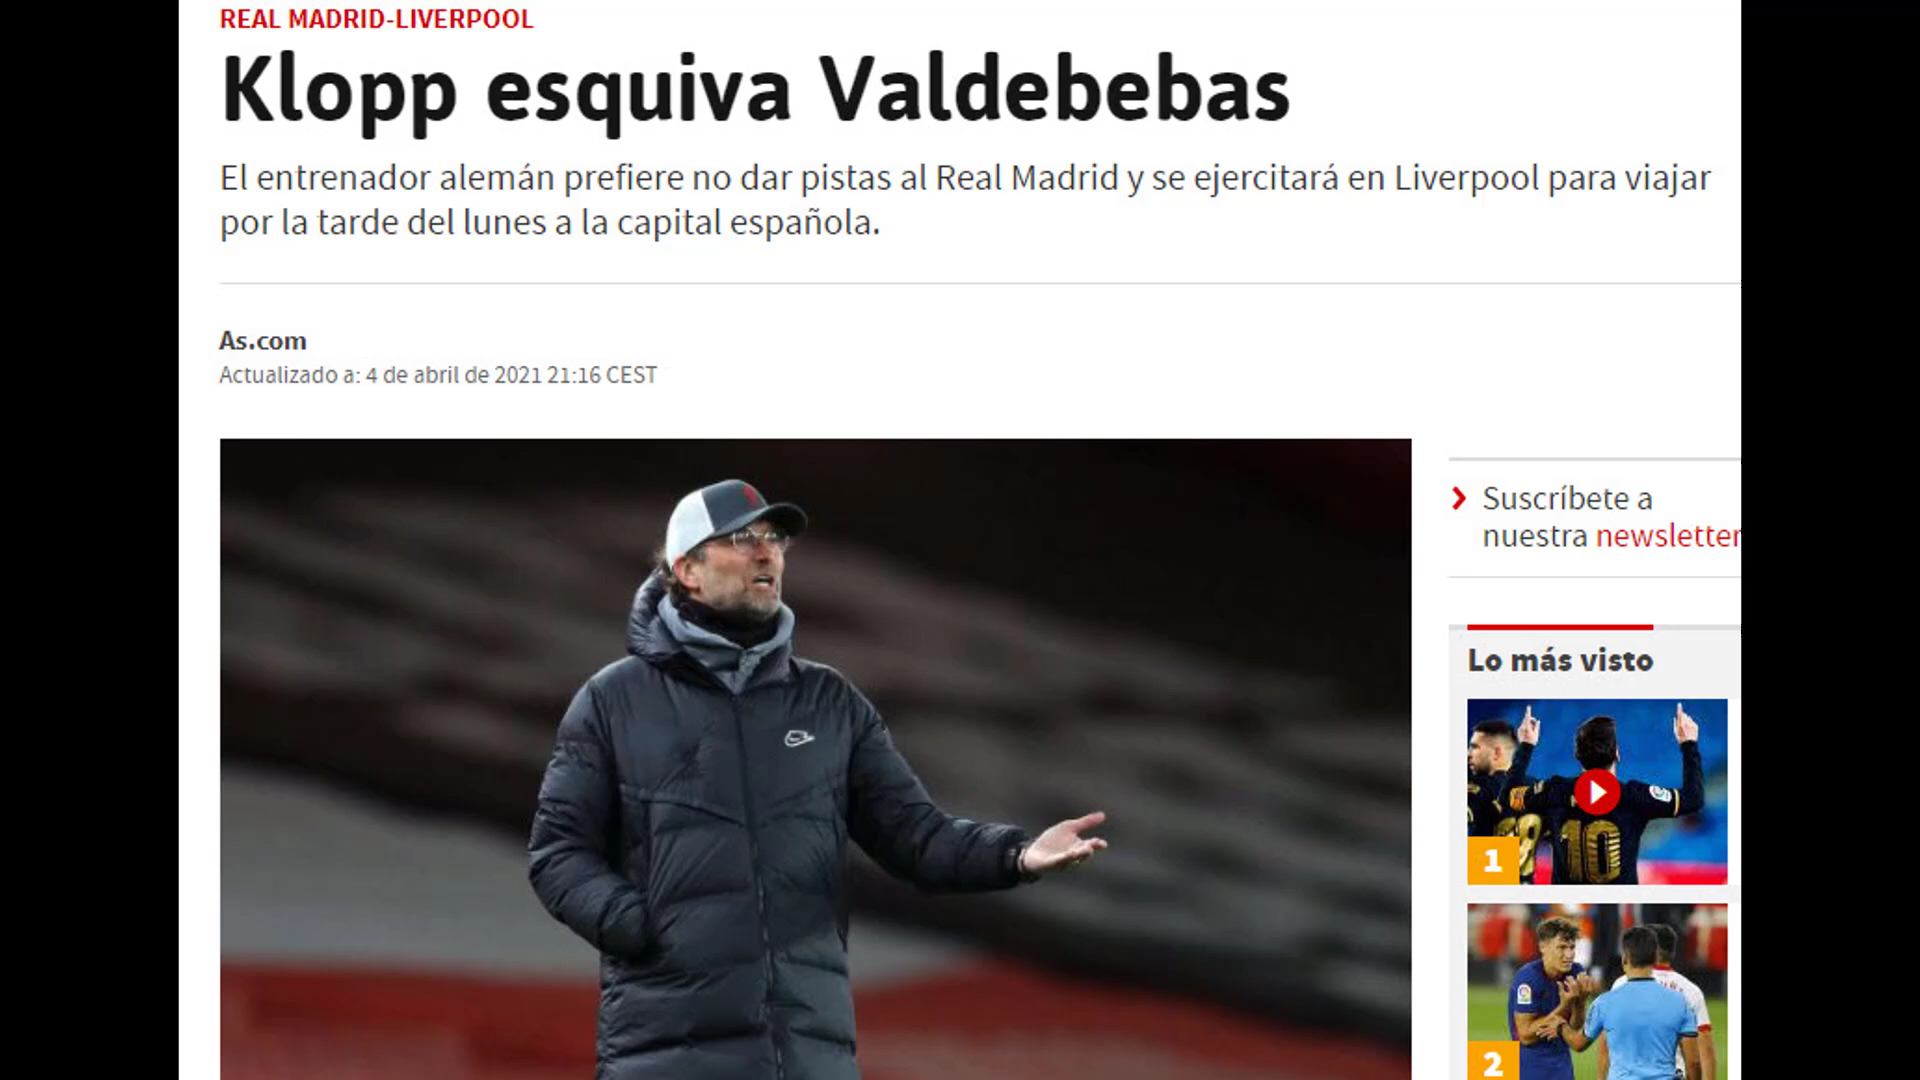 REAL MADRID-LIVERPOOL
Klopp esquiva Valdebebas
El entrenador alemán prefiere no dar pistas al Real Madrid y se ejercitará en Liverpool para viajar
por la tarde del lunes a la capital española.
As.com
Actualizado a: 4 de abril de 2021 21:16 CEST
Suscríbete a
nuestra newsletter
Lo más visto
10
1
2